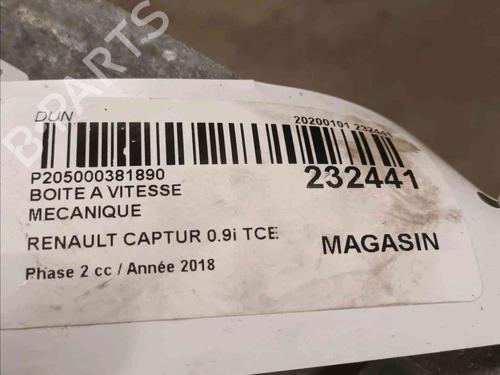 DUN
20200101 232441
P205000381890
232441
BOITE A VITESSE
MECANIQUE
RENAULT CAPTUR 0.9i TCE
MAGASIN
Phase 2 cc / Année 2018
B-PARTS